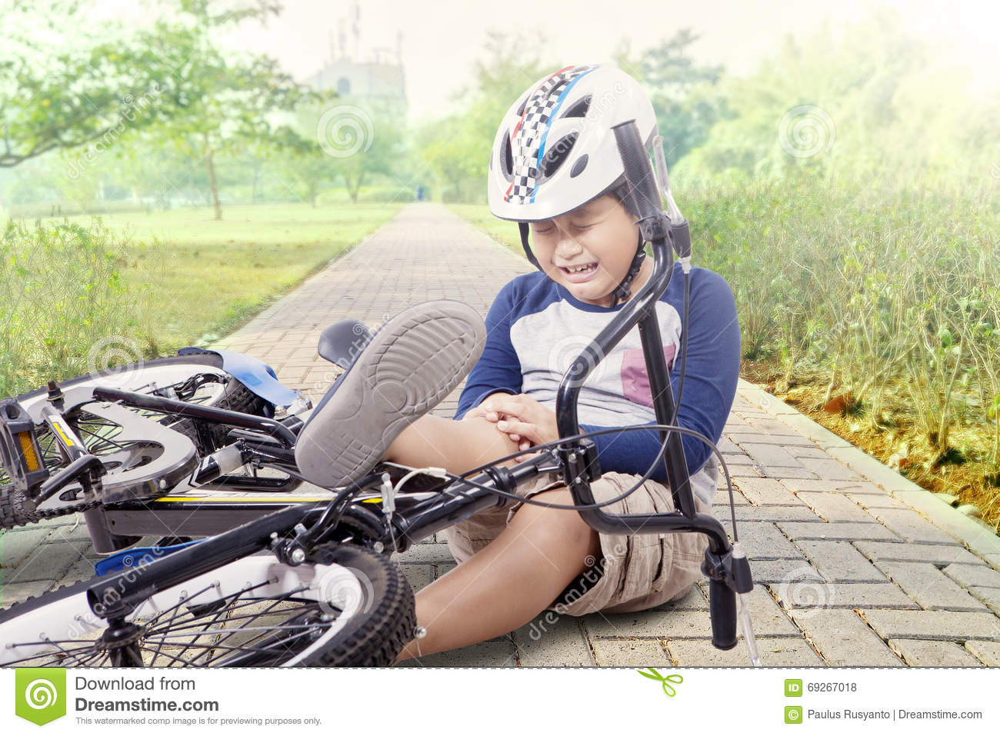 Download from
Dreamstime.com
This watermarked comp image is for previewing purposes only.
ID 69267018
© Paulus Rusyanto | Dreamstime.com